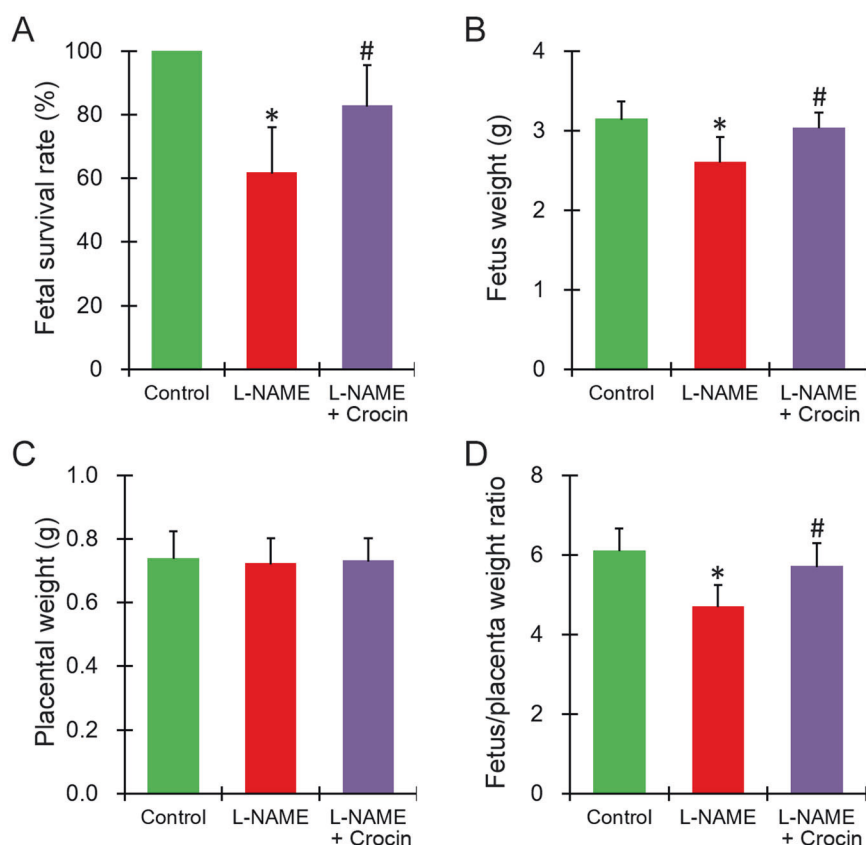 A
Fetal survival rate (%)
100
80
60
40
20
0
*
#
Control
L-NAME
L-NAME
+ Crocin
B
Fetus weight (g)
4
3
2
1
0
*
#
Control
L-NAME
L-NAME
+ Crocin
C
Placental weight (g)
1.0
0.8
0.6
0.4
0.2
0.0
Control
L-NAME
L-NAME
+ Crocin
D
Fetus/placenta weight ratio
8
6
4
2
0
*
#
Control
L-NAME
L-NAME
+ Crocin